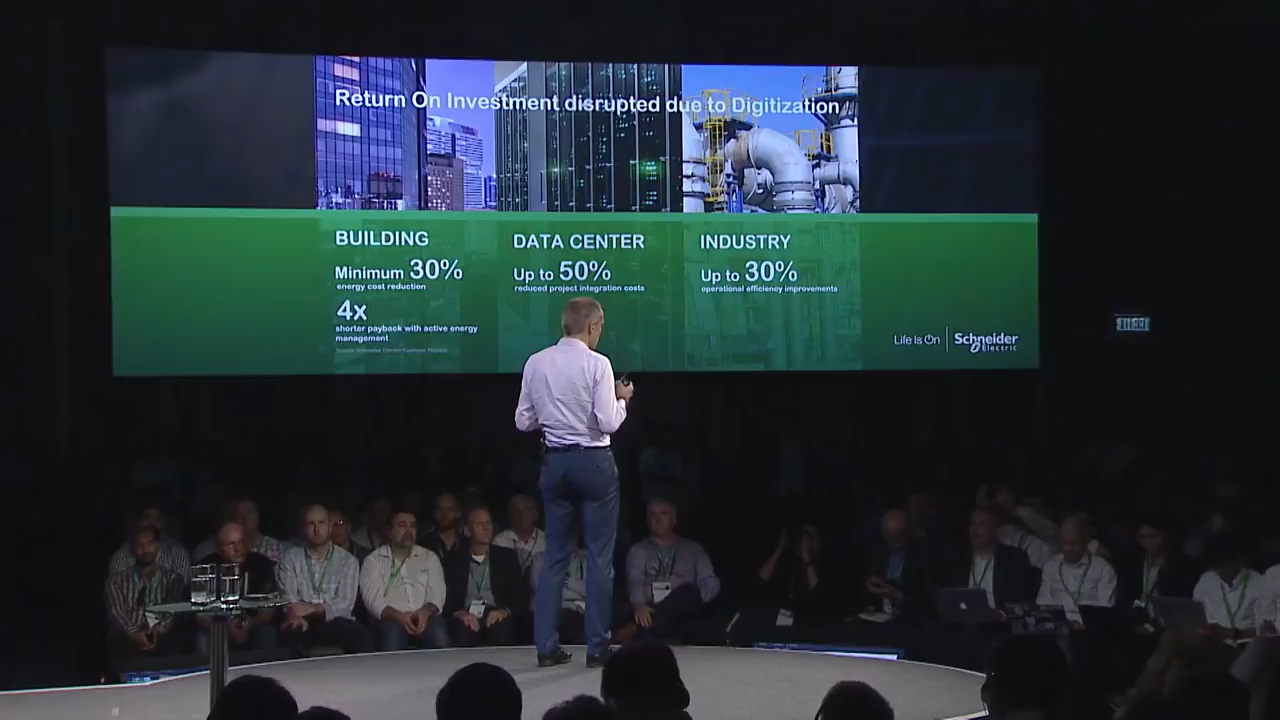 Return On Investment disrupted due to Digitization
BUILDING
Minimum 30%
energy cost reduction
4x
shorter payback with active energy
management
DATA CENTER
Up to 50%
reduced project integration costs
INDUSTRY
Up to 30%
operational efficiency improvements
Life Is On
Schneider
Electric